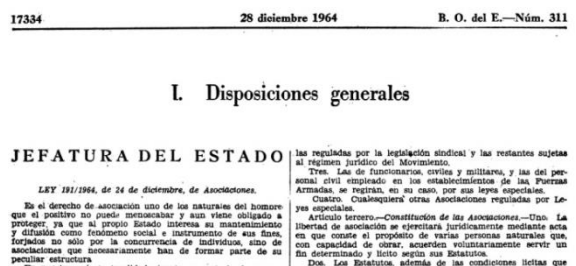 17334
28 diciembre 1964
B. O. del E.—Núm. 311
I. Disposiciones generales
JEFATURA DEL ESTADO
LEY 191/1964, de 24 de diciembre, de Asociaciones.
Es el derecho de asociación uno de los naturales del hombre
que el positivo no puede menoscabar y aun viene obligado a
proteger, ya que al propio Estado interesa su mantenimiento
y difusión como fenómeno social e instrumento de sus fines,
forjados no sólo por la concurrencia de individuos, sino de
asociaciones que necesariamente han de formar parte de su
peculiar estructura
las reguladas por la legislación sindical y las restantes sujetas
al régimen jurídico del Movimiento.
Tres. Las de funcionarios, civiles y militares, y las del per-
sonal civil empleado en los establecimientos de las Fuerzas
Armadas, se regirán, en su caso, por sus leyes especiales.
Cuatro. Cualesquiera otras Asociaciones reguladas por Le-
yes especiales.
Artículo tercero.—Constitución de las Asociaciones.—Uno. La
libertad de asociación se ejercitará jurídicamente mediante acta
en que conste el propósito de varias personas naturales que,
con capacidad de obrar, acuerden voluntariamente servir un
fin determinado y lícito según sus Estatutos.
Dos. Los Estatutos, además de las condiciones lícitas que